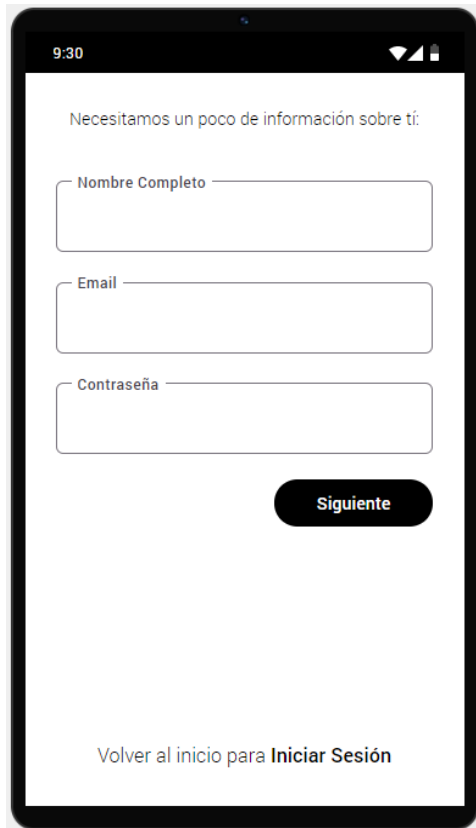 9:30
Necesitamos un poco de información sobre tí:
Nombre Completo
Email
Contraseña
Siguiente
Volver al inicio para Iniciar Sesión